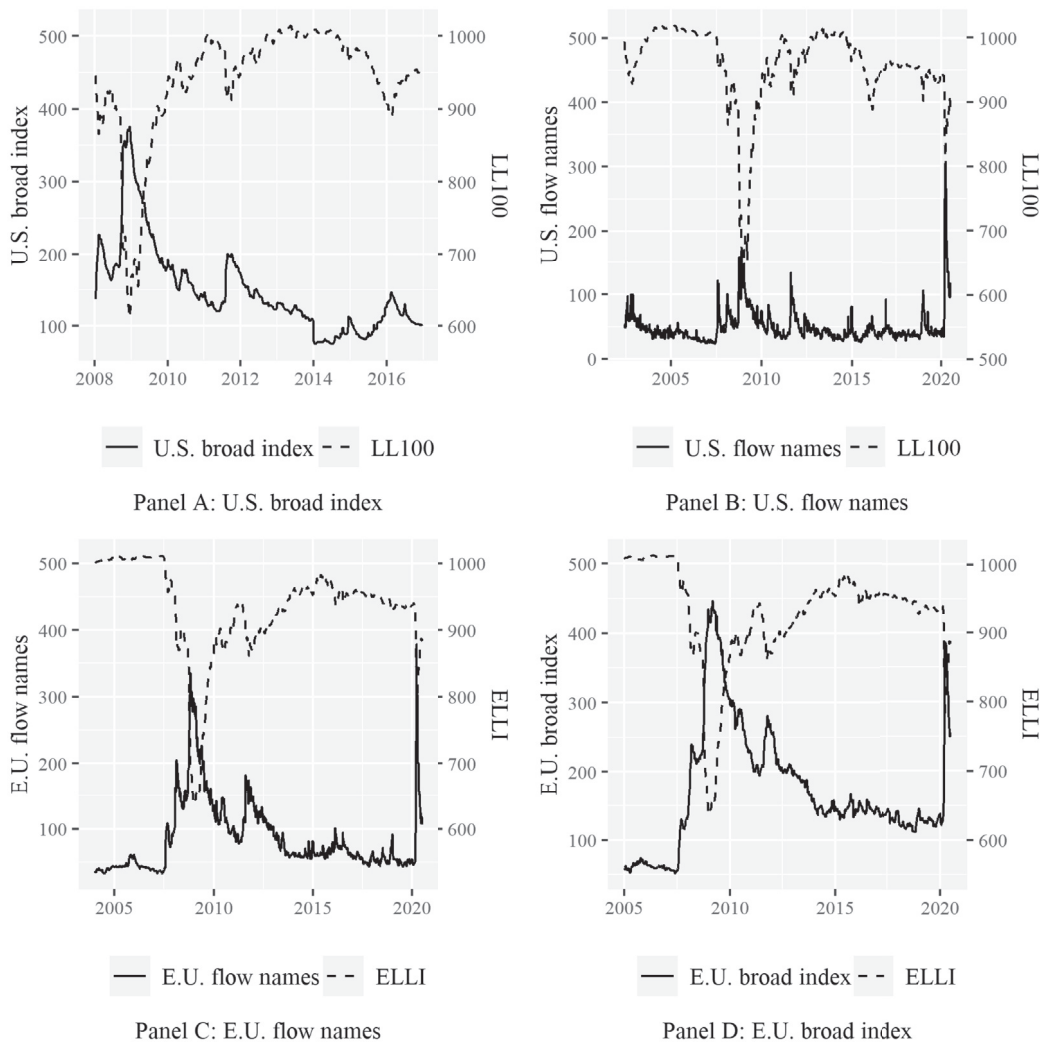 500
400
300
200
100
U.S. broad index
1000
900
800
700
600
LL100
2008 2010 2012 2014 2016
U.S. broad index LL100
Panel A: U.S. broad index
500
400
300
200
100
0
U.S. flow names
1000
900
800
700
600
500
LL100
2005 2010 2015 2020
U.S. flow names LL100
Panel B: U.S. flow names
500
400
300
200
100
E.U. flow names
1000
900
800
700
600
ELLI
2005 2010 2015 2020
E.U. flow names ELLI
Panel C: E.U. flow names
500
400
300
200
100
E.U. broad index
1000
900
800
700
600
ELLI
2005 2010 2015 2020
E.U. broad index ELLI
Panel D: E.U. broad index